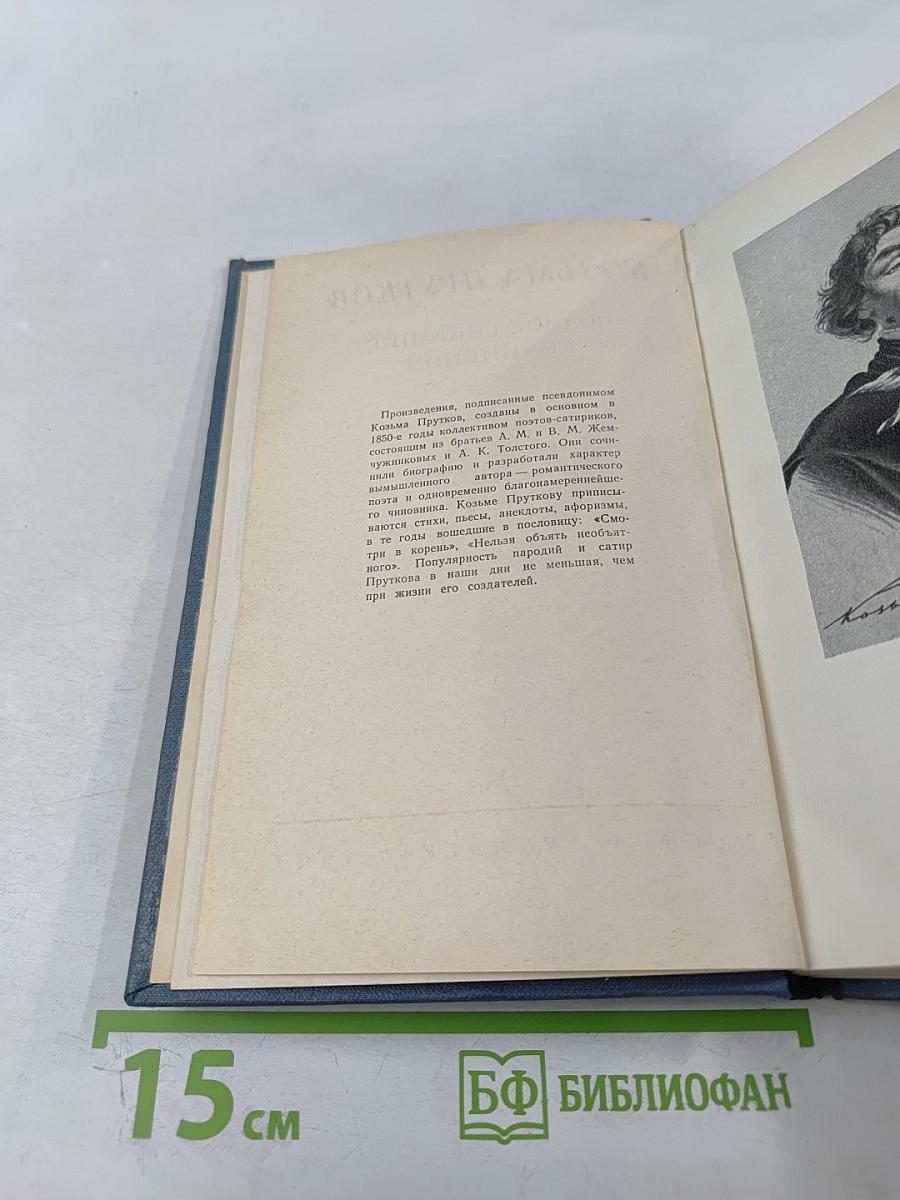 Произведения, подписанные псевдонимом
Козьма Прутков, созданы в основном в
1850-е годы коллективом поэтов-сатириков,
состоящим из братьев А. М. и В. М. Жем-
чужниковых и А. К. Толстого. Они сочи-
нили биографию и разработали характер
вымышленного автора — романтического
поэта и одновременно благонамереннейше-
го чиновника. Козьме Пруткову приписы-
ваются стихи, пьесы, анекдоты, афоризмы,
в те годы вошедшие в пословицу: «Смо-
три в корень», «Нельзя объять необъят-
ного». Популярность пародий и сатир
Пруткова в наши дни не меньшая, чем
при жизни его создателей.
15 см
БФ БИБЛИОФАН